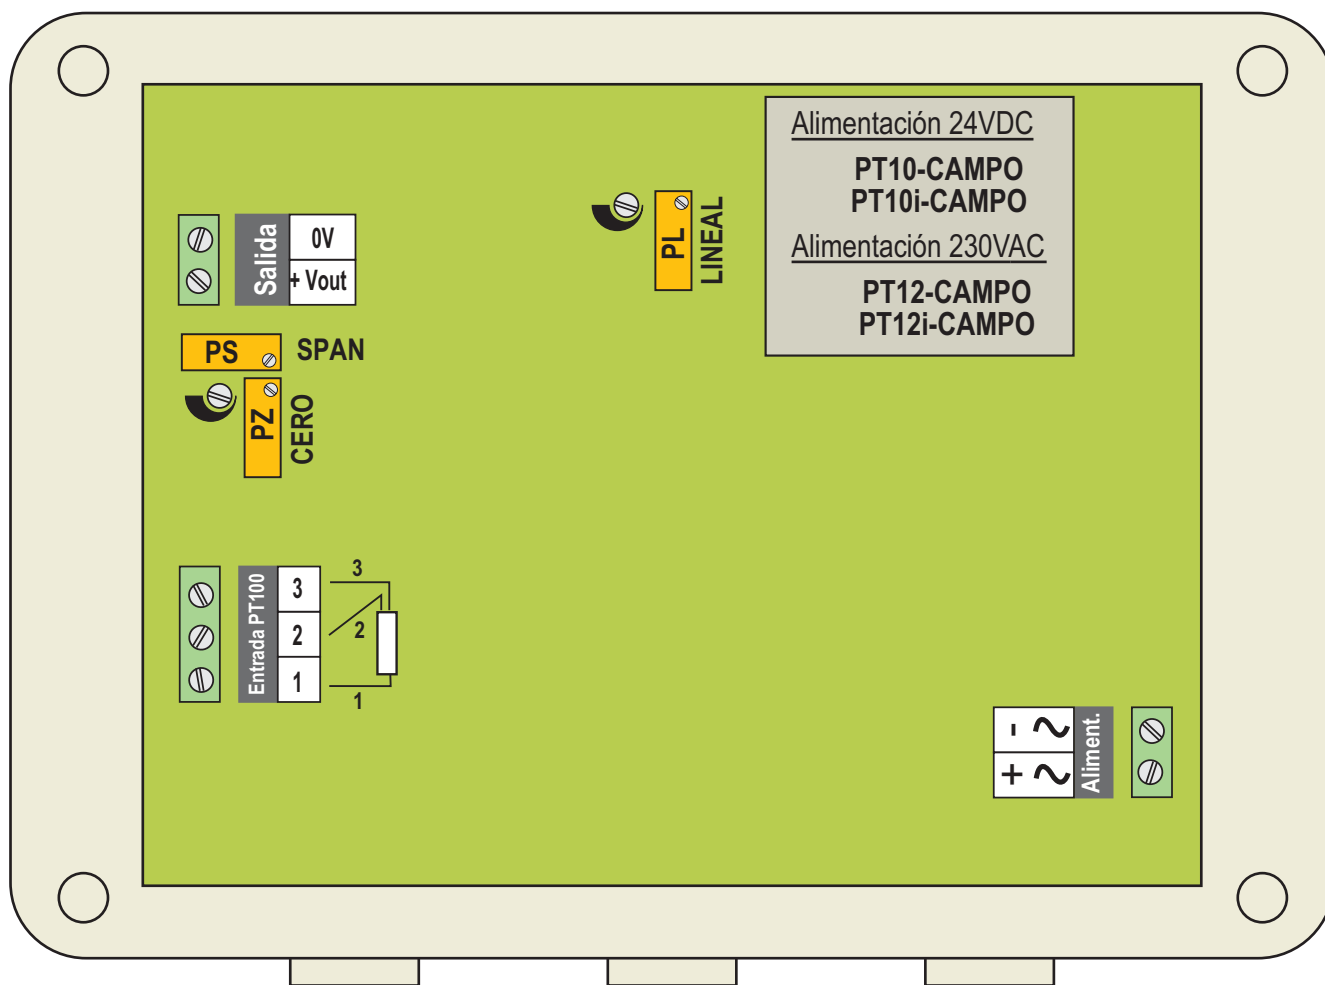 Alimentación 24VDC
PT10-CAMPO
PT10i-CAMPO
Alimentación 230VAC
PT12-CAMPO
PT12i-CAMPO
PL
LINEAL
Salida
0V
+ Vout
PS
SPAN
PZ
CERO
Entrada PT100
3
2
1
3
2
1
- ~
+ ~
Aliment.